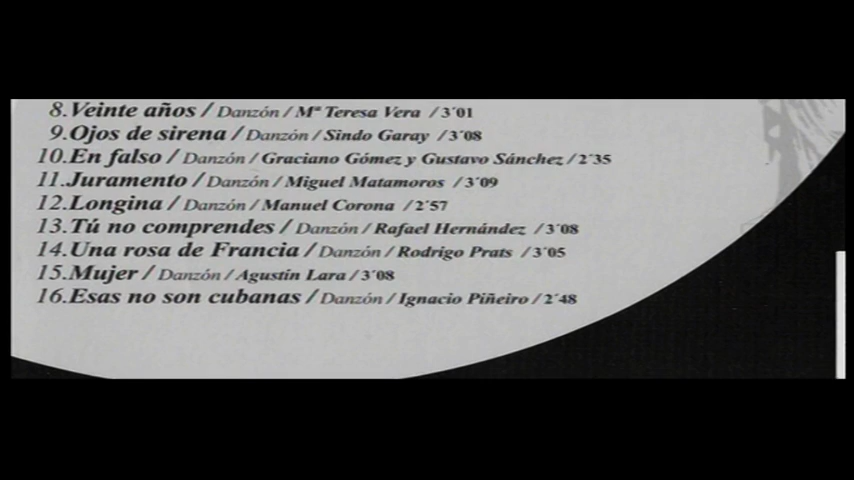 8.Veinte años / Danzón / Mª Teresa Vera / 3´01
9.Ojos de sirena / Danzón / Sindo Garay / 3´08
10.En falso / Danzón / Graciano Gómez y Gustavo Sánchez / 2´35
11.Juramento / Danzón / Miguel Matamoros / 3´09
12.Longina / Danzón / Manuel Corona / 2´57
13.Tú no comprendes / Danzón / Rafael Hernández / 3´08
14.Una rosa de Francia / Danzón / Rodrigo Prats / 3´05
15.Mujer / Danzón / Agustín Lara / 3´08
16.Esas no son cubanas / Danzón / Ignacio Piñeiro / 2´48